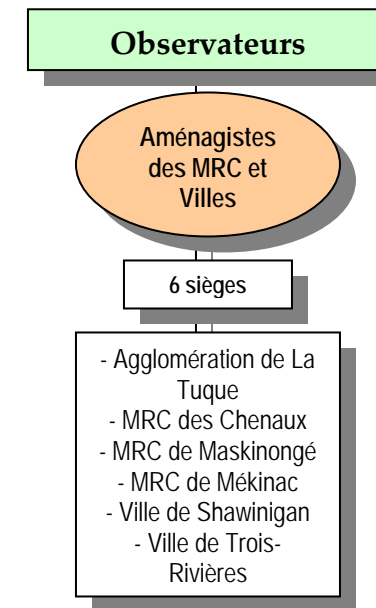 Observateurs
Aménagistes
des MRC et
Villes
6 sièges
- Agglomération de La
Tuque
- MRC des Chenaux
- MRC de Maskinongé
- MRC de Mékinac
- Ville de Shawinigan
- Ville de Trois-
Rivières